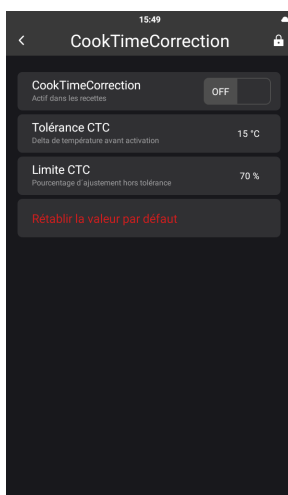 15:49
CookTimeCorrection
CookTimeCorrection
Actif dans les recettes
OFF
Tolérance CTC
Delta de température avant activation
15 °C
Limite CTC
Pourcentage d'ajustement hors tolérance
70 %
Rétablir la valeur par défaut